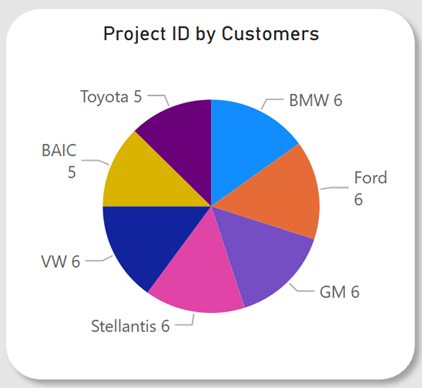 Project ID by Customers
Toyota 5
BMW 6
BAIC
5
Ford
6
VW 6
GM 6
Stellantis 6